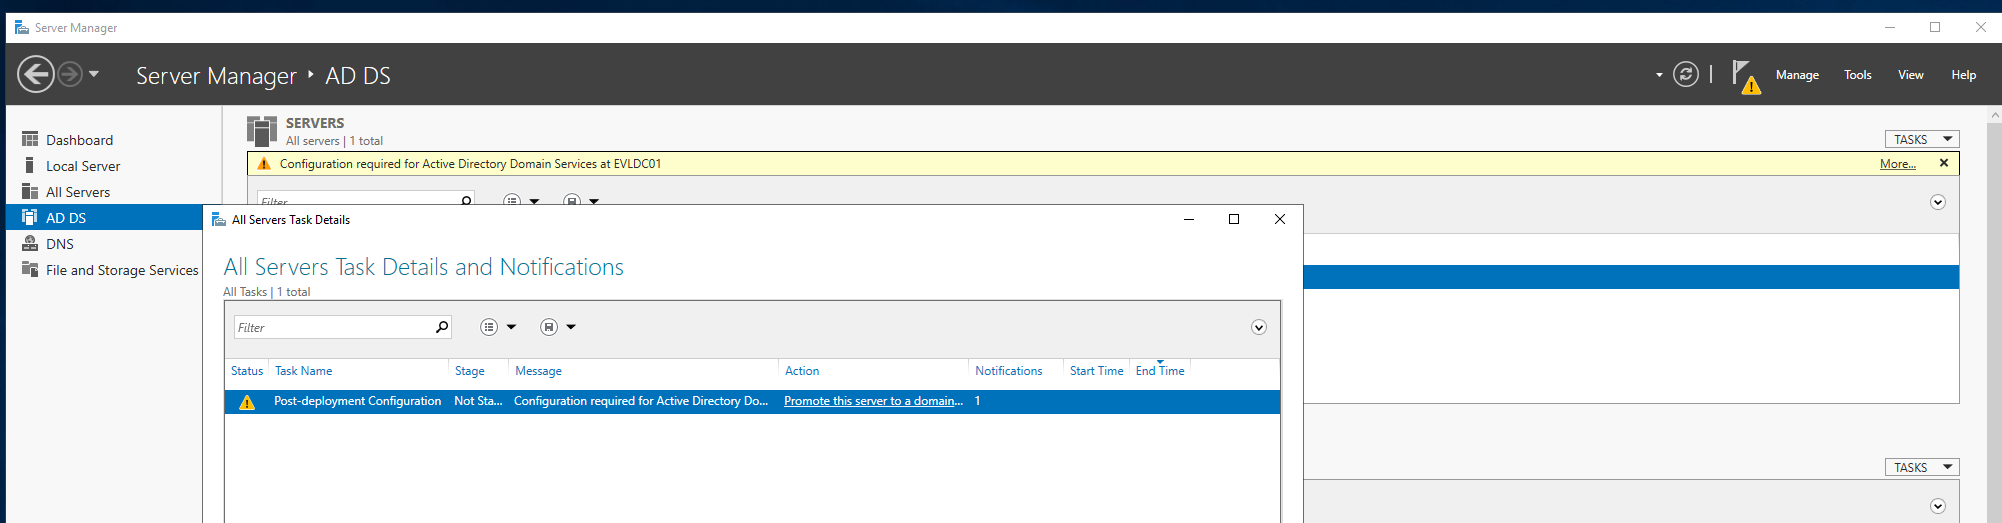 Server Manager
Server Manager ‣ AD DS
Manage Tools View Help
Dashboard
Local Server
All Servers
AD DS
DNS
File and Storage Services
SERVERS
All servers | 1 total
TASKS
Configuration required for Active Directory Domain Services at EVLDC01
More...
Filter
All Servers Task Details
All Servers Task Details and Notifications
All Tasks | 1 total
Filter
Status Task Name Stage Message Action Notifications Start Time End Time
Post-deployment Configuration Not Sta... Configuration required for Active Directory Do... Promote this server to a domain... 1
TASKS